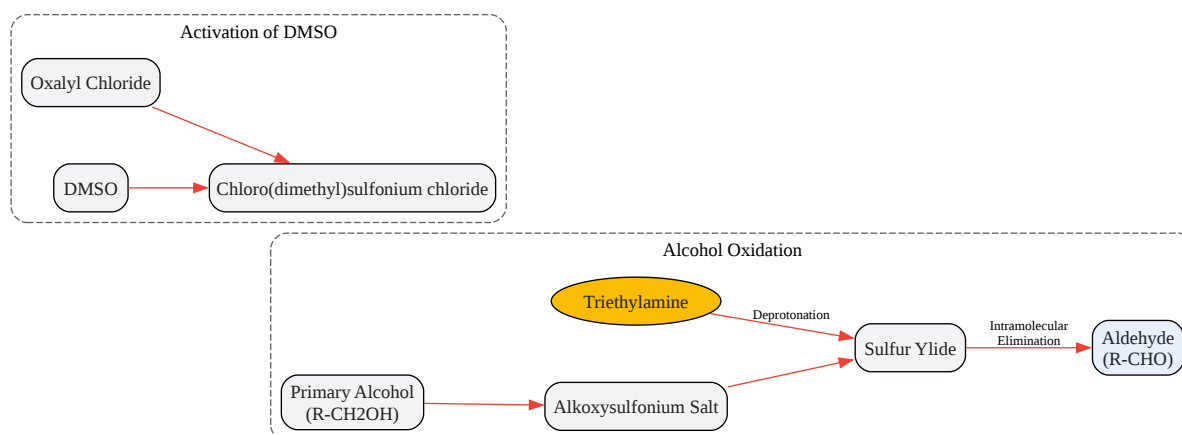 Activation of DMSO
Oxalyl Chloride
DMSO
Chloro(dimethyl)sulfonium chloride
Alcohol Oxidation
Triethylamine
Deprotonation
Sulfur Ylide
Intramolecular
Elimination
Aldehyde
(R-CHO)
Primary Alcohol
(R-CH2OH)
Alkoxysulfonium Salt